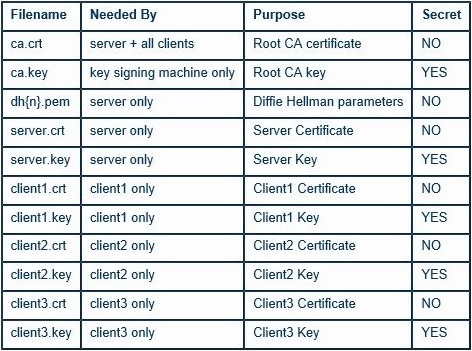 Filename Needed By Purpose Secret
ca.crt server + all clients Root CA certificate NO
ca.key key signing machine only Root CA key YES
dh{n}.pem server only Diffie Hellman parameters NO
server.crt server only Server Certificate NO
server.key server only Server Key YES
client1.crt client1 only Client1 Certificate NO
client1.key client1 only Client1 Key YES
client2.crt client2 only Client2 Certificate NO
client2.key client2 only Client2 Key YES
client3.crt client3 only Client3 Certificate NO
client3.key client3 only Client3 Key YES